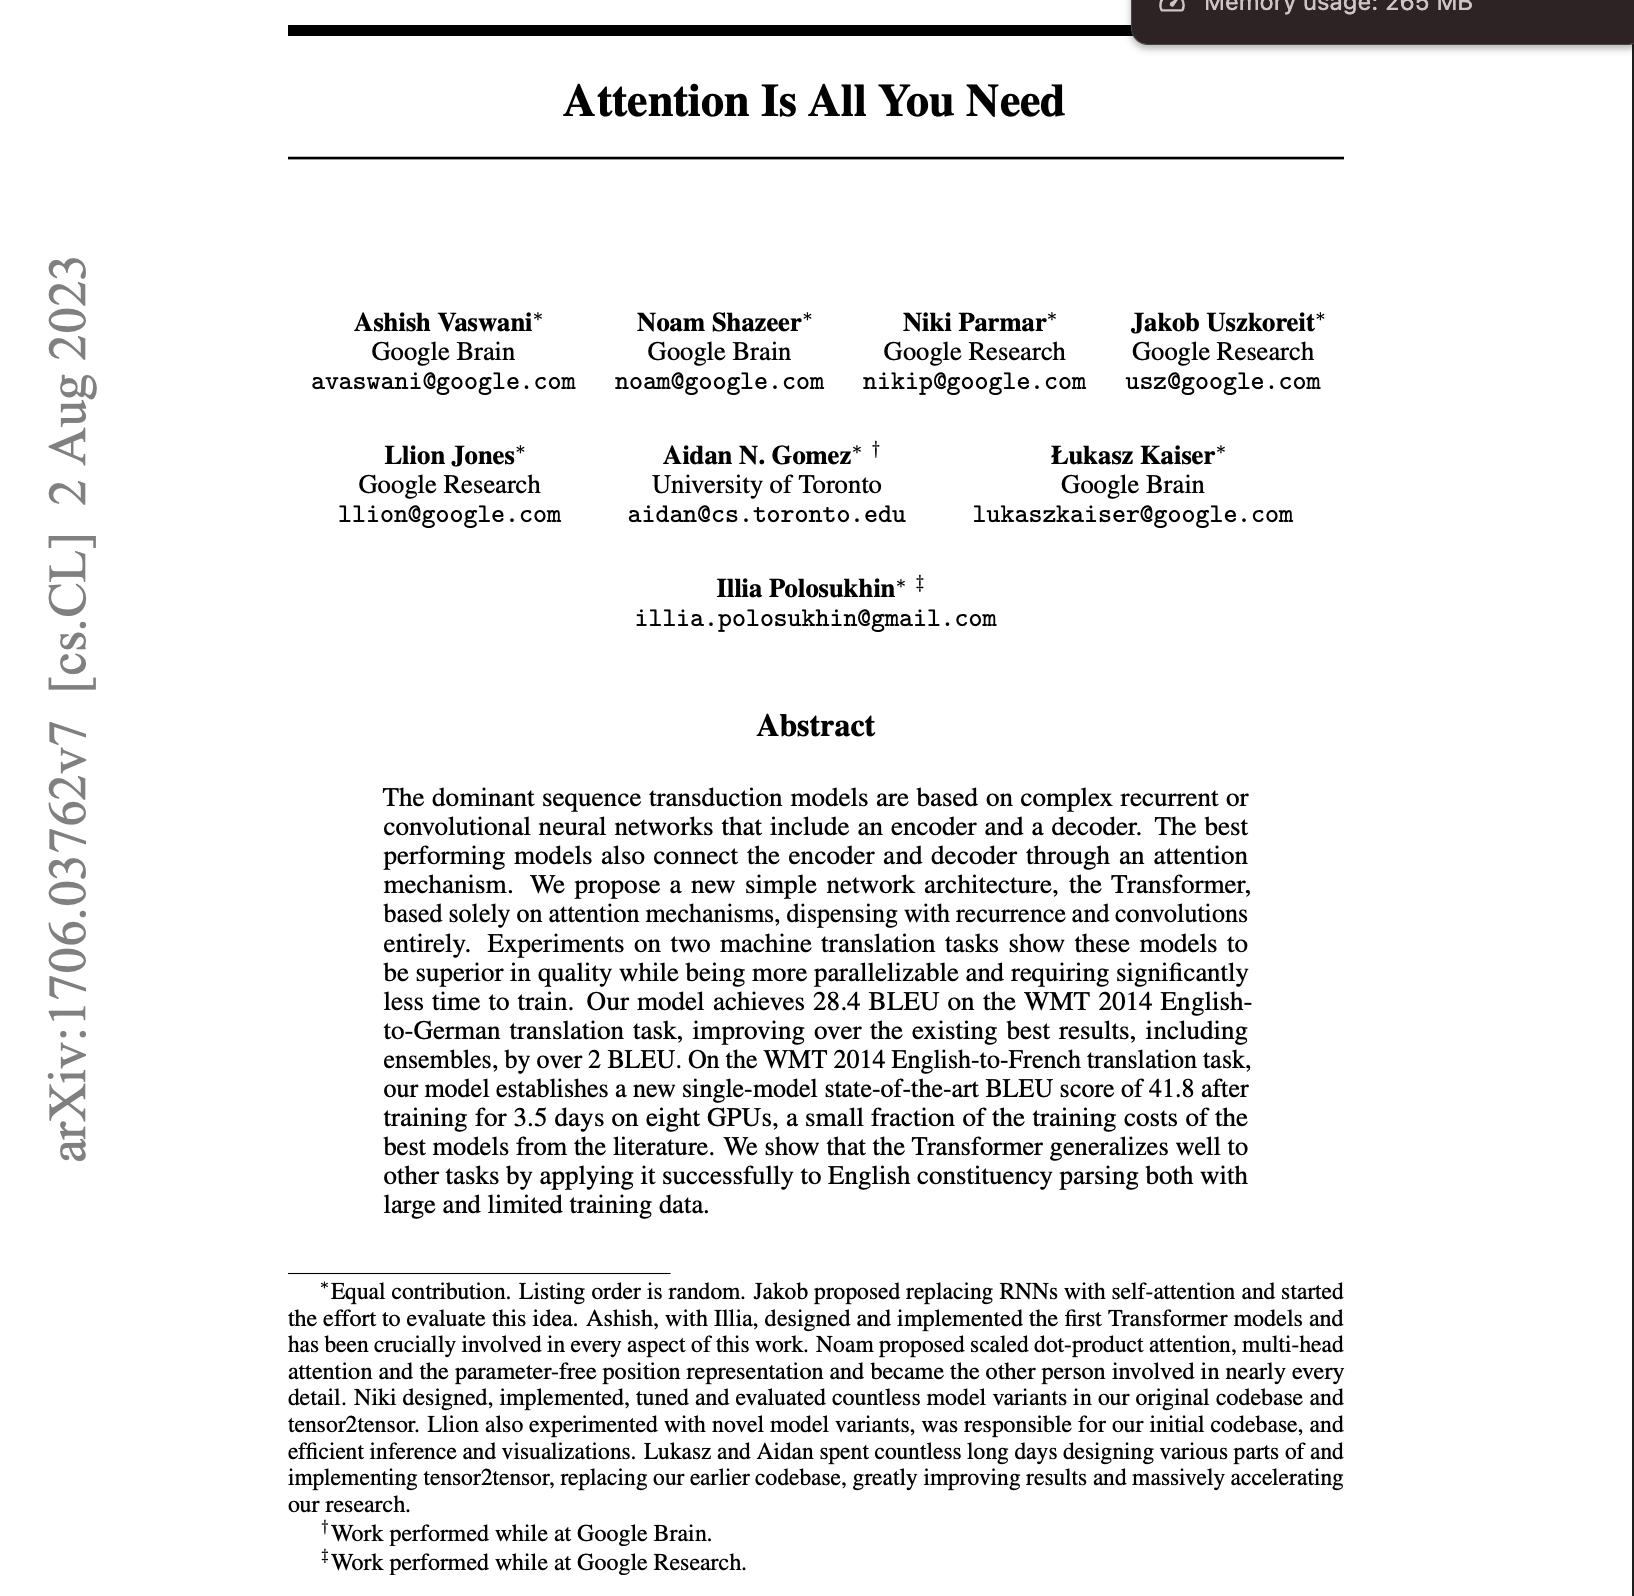 Memory usage: 265 MB
Attention Is All You Need
arXiv:1706.03762v7 [cs.CL] 2 Aug 2023
Ashish Vaswani* Noam Shazeer* Niki Parmar* Jakob Uszkoreit*
Google Brain Google Brain Google Research Google Research
avaswani@google.com noam@google.com nikip@google.com usz@google.com
Llion Jones* Aidan N. Gomez* † Łukasz Kaiser*
Google Research University of Toronto Google Brain
llion@google.com aidan@cs.toronto.edu lukaszkaiser@google.com
Illia Polosukhin* ‡
illia.polosukhin@gmail.com
Abstract
The dominant sequence transduction models are based on complex recurrent or
convolutional neural networks that include an encoder and a decoder. The best
performing models also connect the encoder and decoder through an attention
mechanism. We propose a new simple network architecture, the Transformer,
based solely on attention mechanisms, dispensing with recurrence and convolutions
entirely. Experiments on two machine translation tasks show these models to
be superior in quality while being more parallelizable and requiring significantly
less time to train. Our model achieves 28.4 BLEU on the WMT 2014 English-
to-German translation task, improving over the existing best results, including
ensembles, by over 2 BLEU. On the WMT 2014 English-to-French translation task,
our model establishes a new single-model state-of-the-art BLEU score of 41.8 after
training for 3.5 days on eight GPUs, a small fraction of the training costs of the
best models from the literature. We show that the Transformer generalizes well to
other tasks by applying it successfully to English constituency parsing both with
large and limited training data.
*Equal contribution. Listing order is random. Jakob proposed replacing RNNs with self-attention and started
the effort to evaluate this idea. Ashish, with Illia, designed and implemented the first Transformer models and
has been crucially involved in every aspect of this work. Noam proposed scaled dot-product attention, multi-head
attention and the parameter-free position representation and became the other person involved in nearly every
detail. Niki designed, implemented, tuned and evaluated countless model variants in our original codebase and
tensor2tensor. Llion also experimented with novel model variants, was responsible for our initial codebase, and
efficient inference and visualizations. Lukasz and Aidan spent countless long days designing various parts of and
implementing tensor2tensor, replacing our earlier codebase, greatly improving results and massively accelerating
our research.
†Work performed while at Google Brain.
‡Work performed while at Google Research.